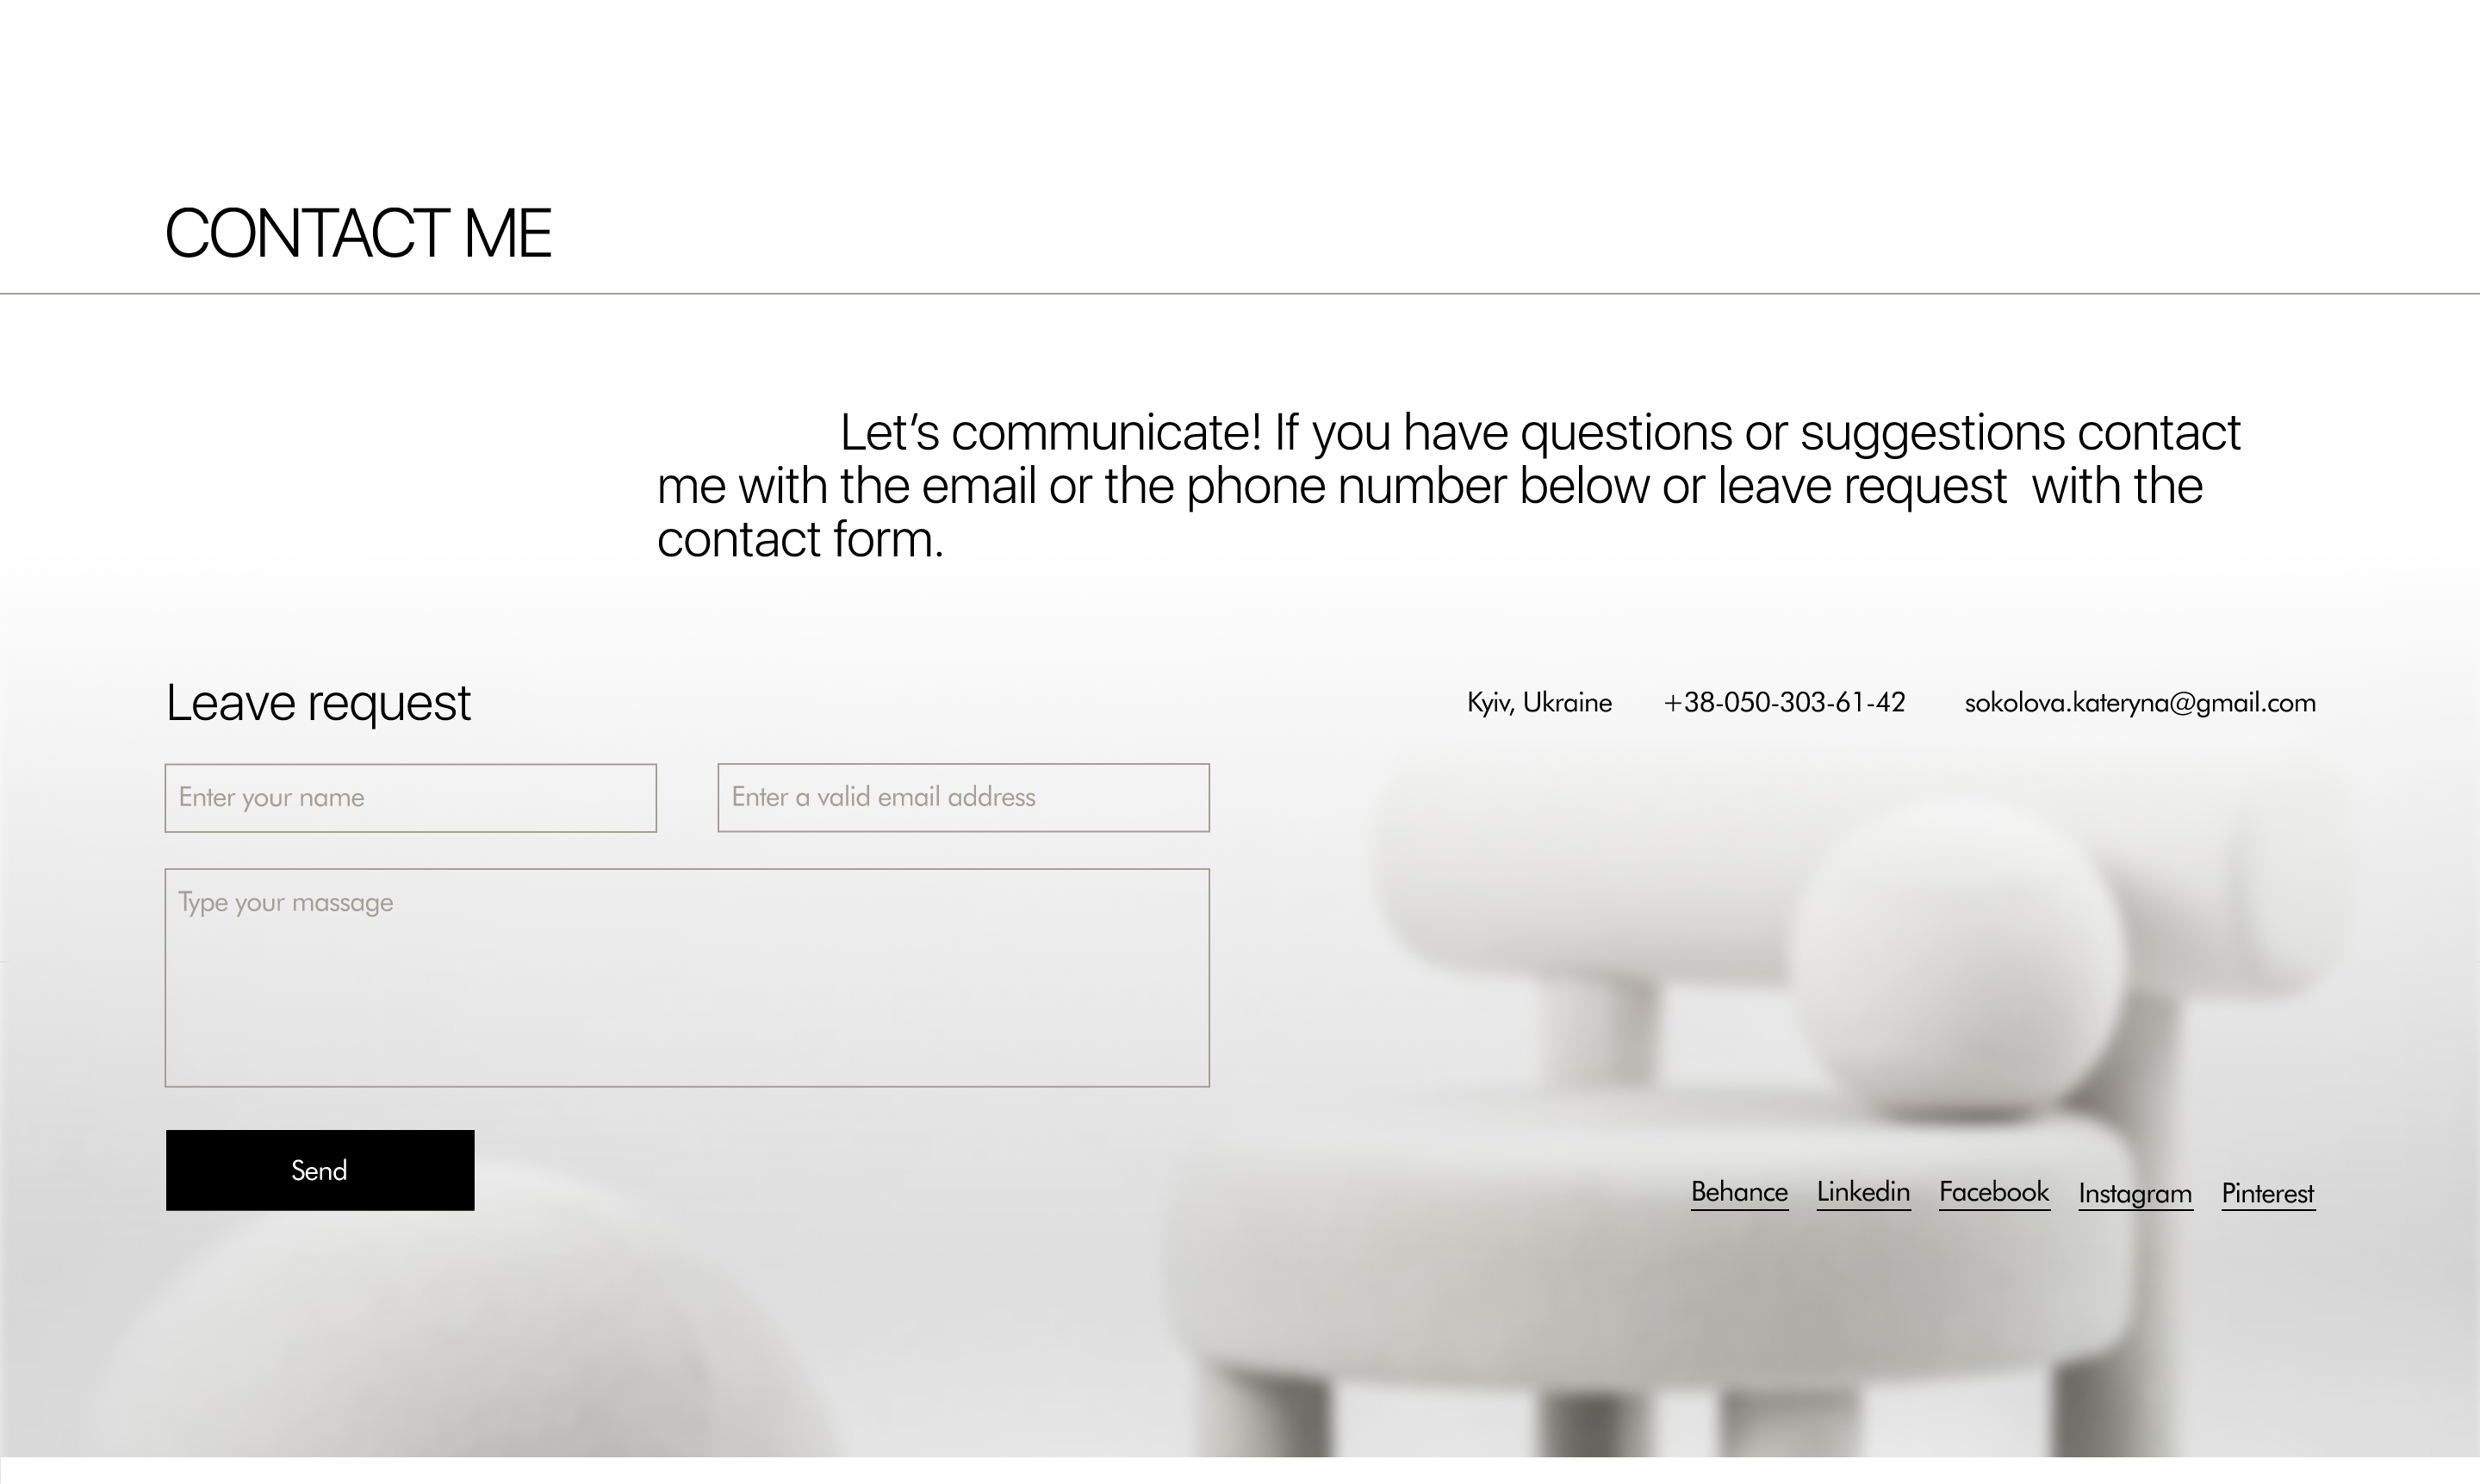 CONTACT ME
Let‘s communicate! If you have questions or suggestions contact
me with the email or the phone number below or leave request  with the
contact form.
Leave request
Kyiv, Ukraine +38-050-303-61-42 sokolova.kateryna@gmail.com
Enter your name Enter a valid email address
Type your massage
Send
Behance Linkedin Facebook Instagram Pinterest